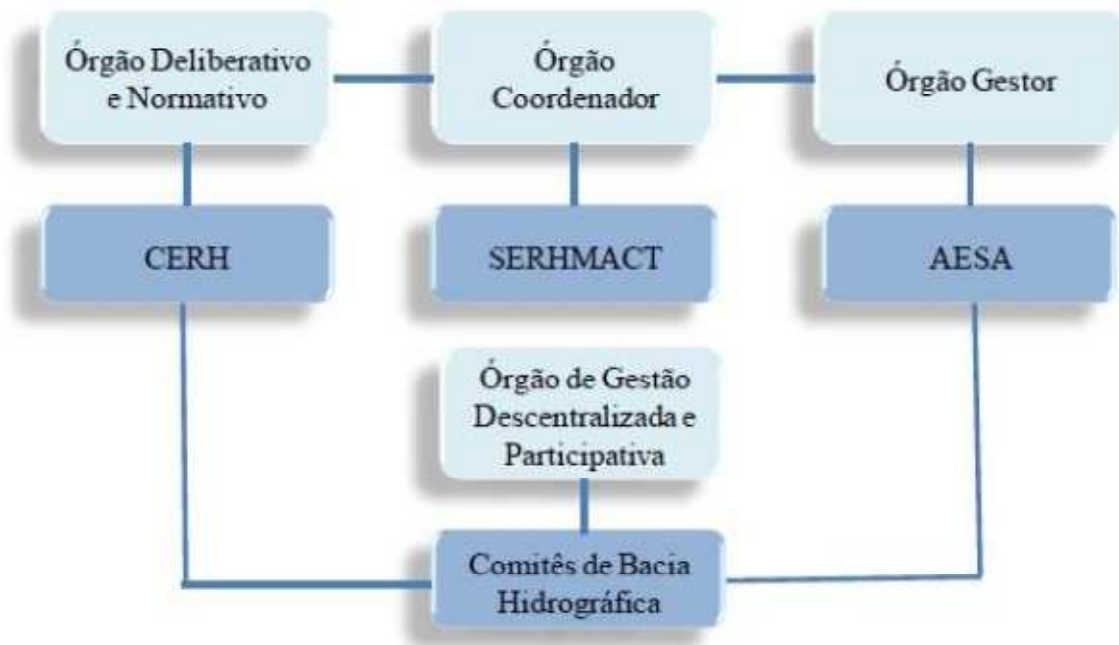 Órgão Deliberativo
e Normativo
Órgão
Coordenador
Órgão Gestor
CERH
SERHMACT
AESA
Órgão de Gestão
Descentralizada e
Participativa
Comitês de Bacia
Hidrográfica